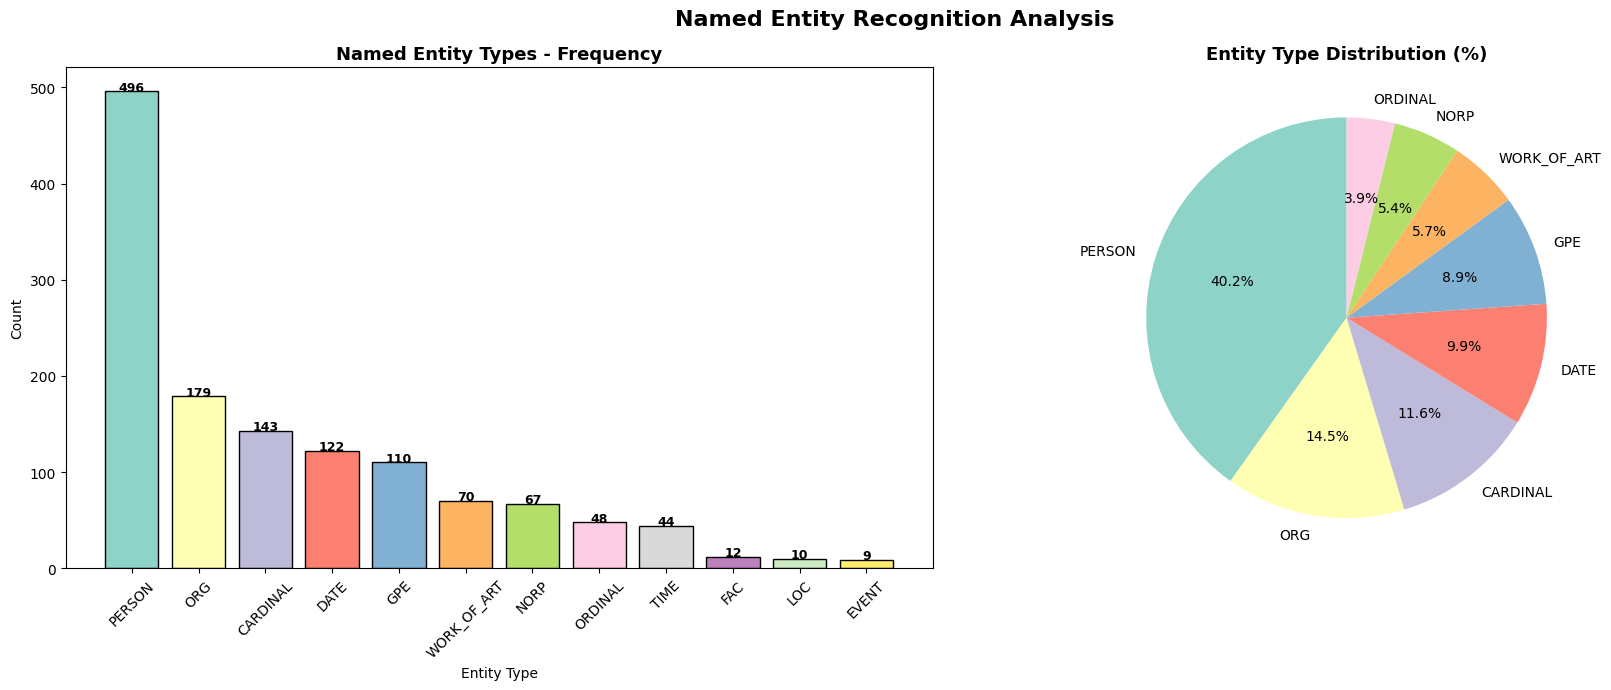 Named Entity Recognition Analysis
Named Entity Types - Frequency
500
400
300
200
100
0
Count
496
179
143
122
110
70
67
48
44
12
10
9
PERSON
ORG
CARDINAL
DATE
GPE
WORK_OF_ART
NORP
ORDINAL
TIME
FAC
LOC
EVENT
Entity Type
Entity Type Distribution (%)
ORDINAL
NORP
WORK_OF_ART
GPE
DATE
CARDINAL
ORG
PERSON
3.9%
5.4%
5.7%
8.9%
9.9%
11.6%
14.5%
40.2%